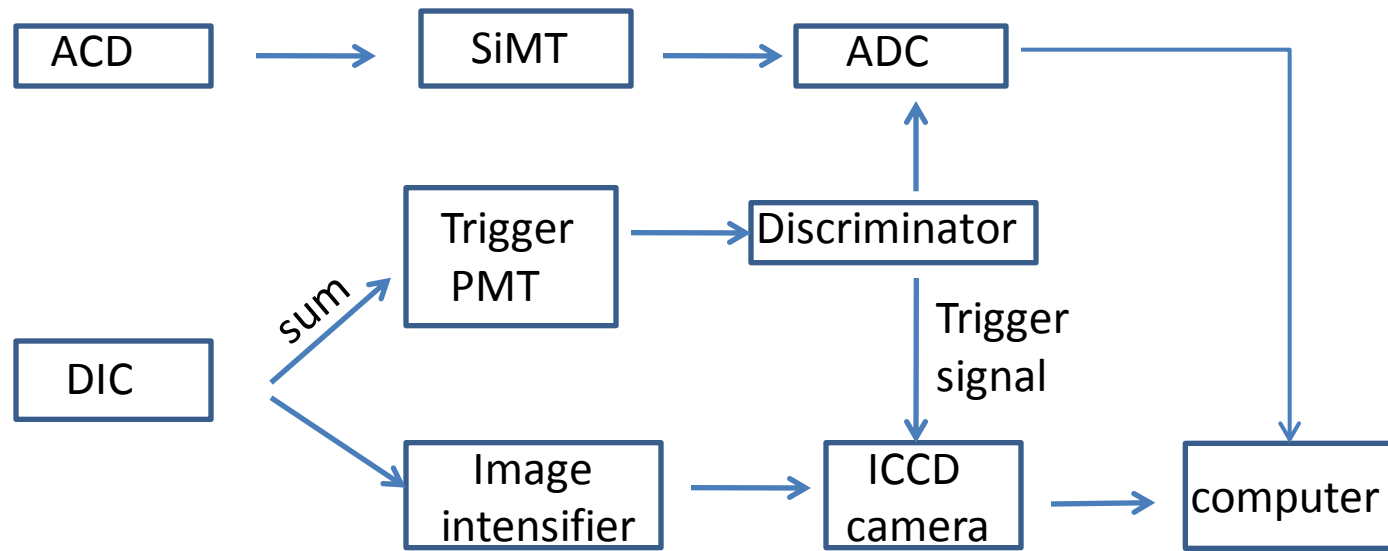 ACD
SiMT
ADC
Trigger
PMT
Discriminator
sum
Trigger
signal
DIC
Image
intensifier
ICCD
camera
computer